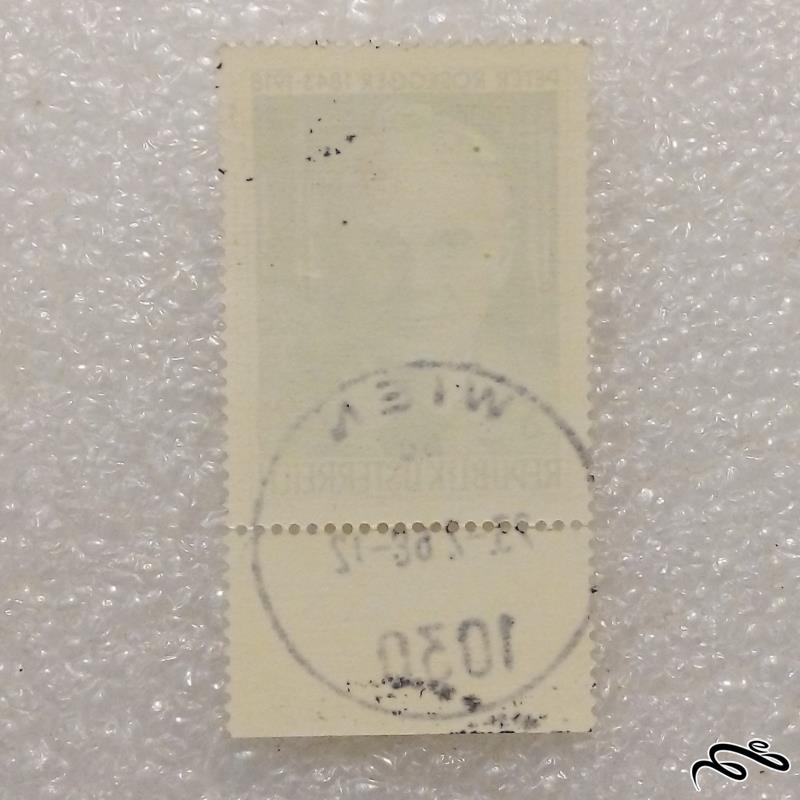 PETER ROSEGGER 1843-1918
WIEN
REPUBLIK ÖSTERREICH
1030